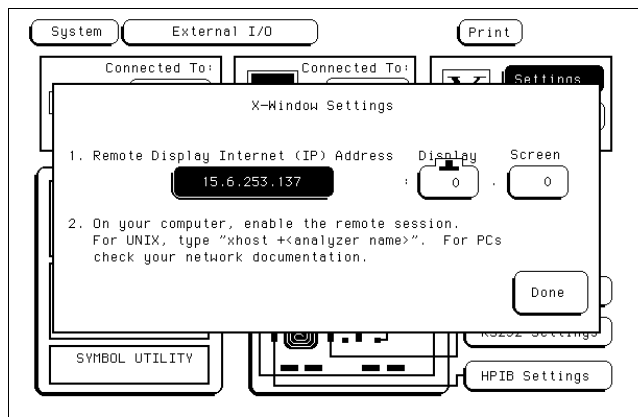 System
External I/O
Print
Connected To:
Connected To:
Settings
X-Window Settings
1. Remote Display Internet (IP) Address Display Screen
15.6.253.137 : 0 . 0
2. On your computer, enable the remote session.
For UNIX, type "xhost +<analyzer name>". For PCs
check your network documentation.
Done
RS232 Settings
SYMBOL UTILITY
HPIB Settings